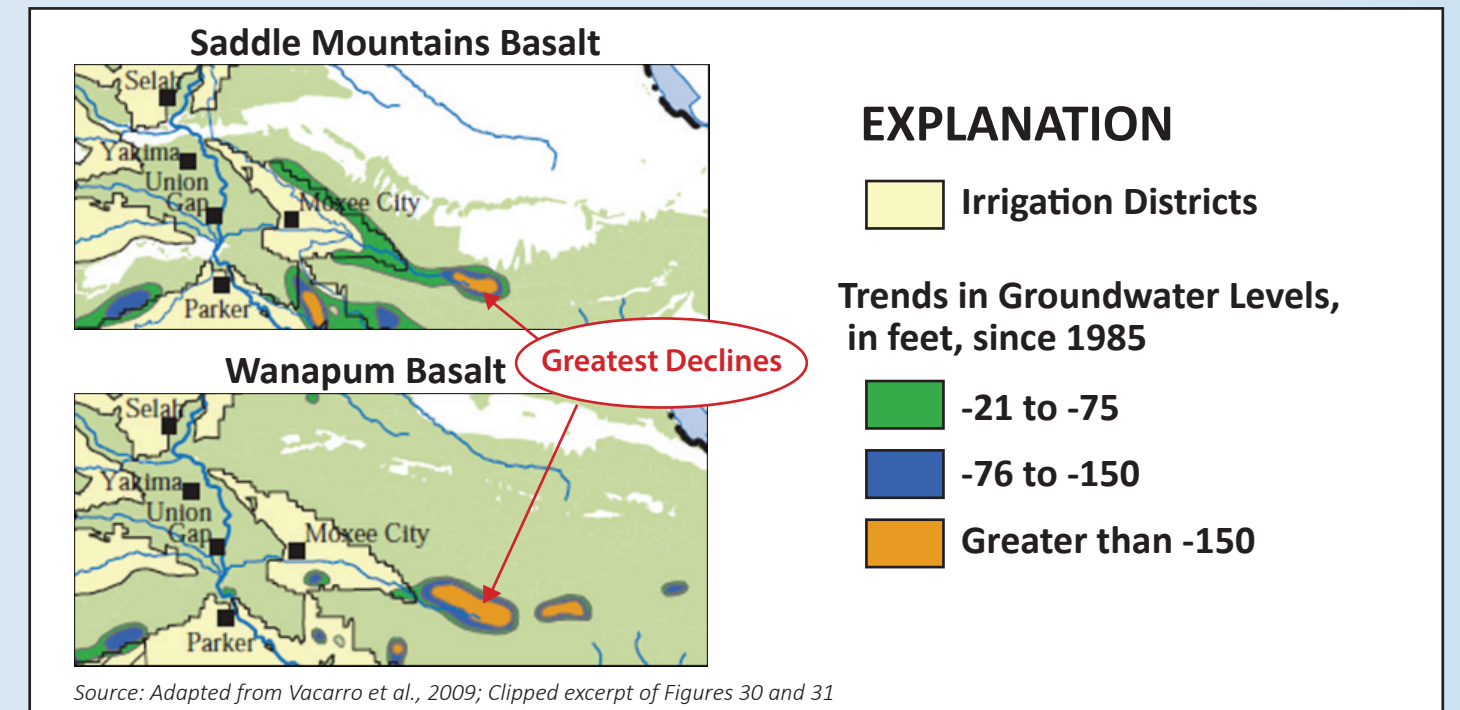 Saddle Mountains Basalt
Selah
Yakima
Union
Gap
Moxee City
Parker
Greatest Declines
Wanapum Basalt
Selah
Yakima
Union
Gap
Moxee City
Parker
EXPLANATION
Irrigation Districts
Trends in Groundwater Levels,
in feet, since 1985
-21 to -75
-76 to -150
Greater than -150
Source: Adapted from Vacarro et al., 2009; Clipped excerpt of Figures 30 and 31